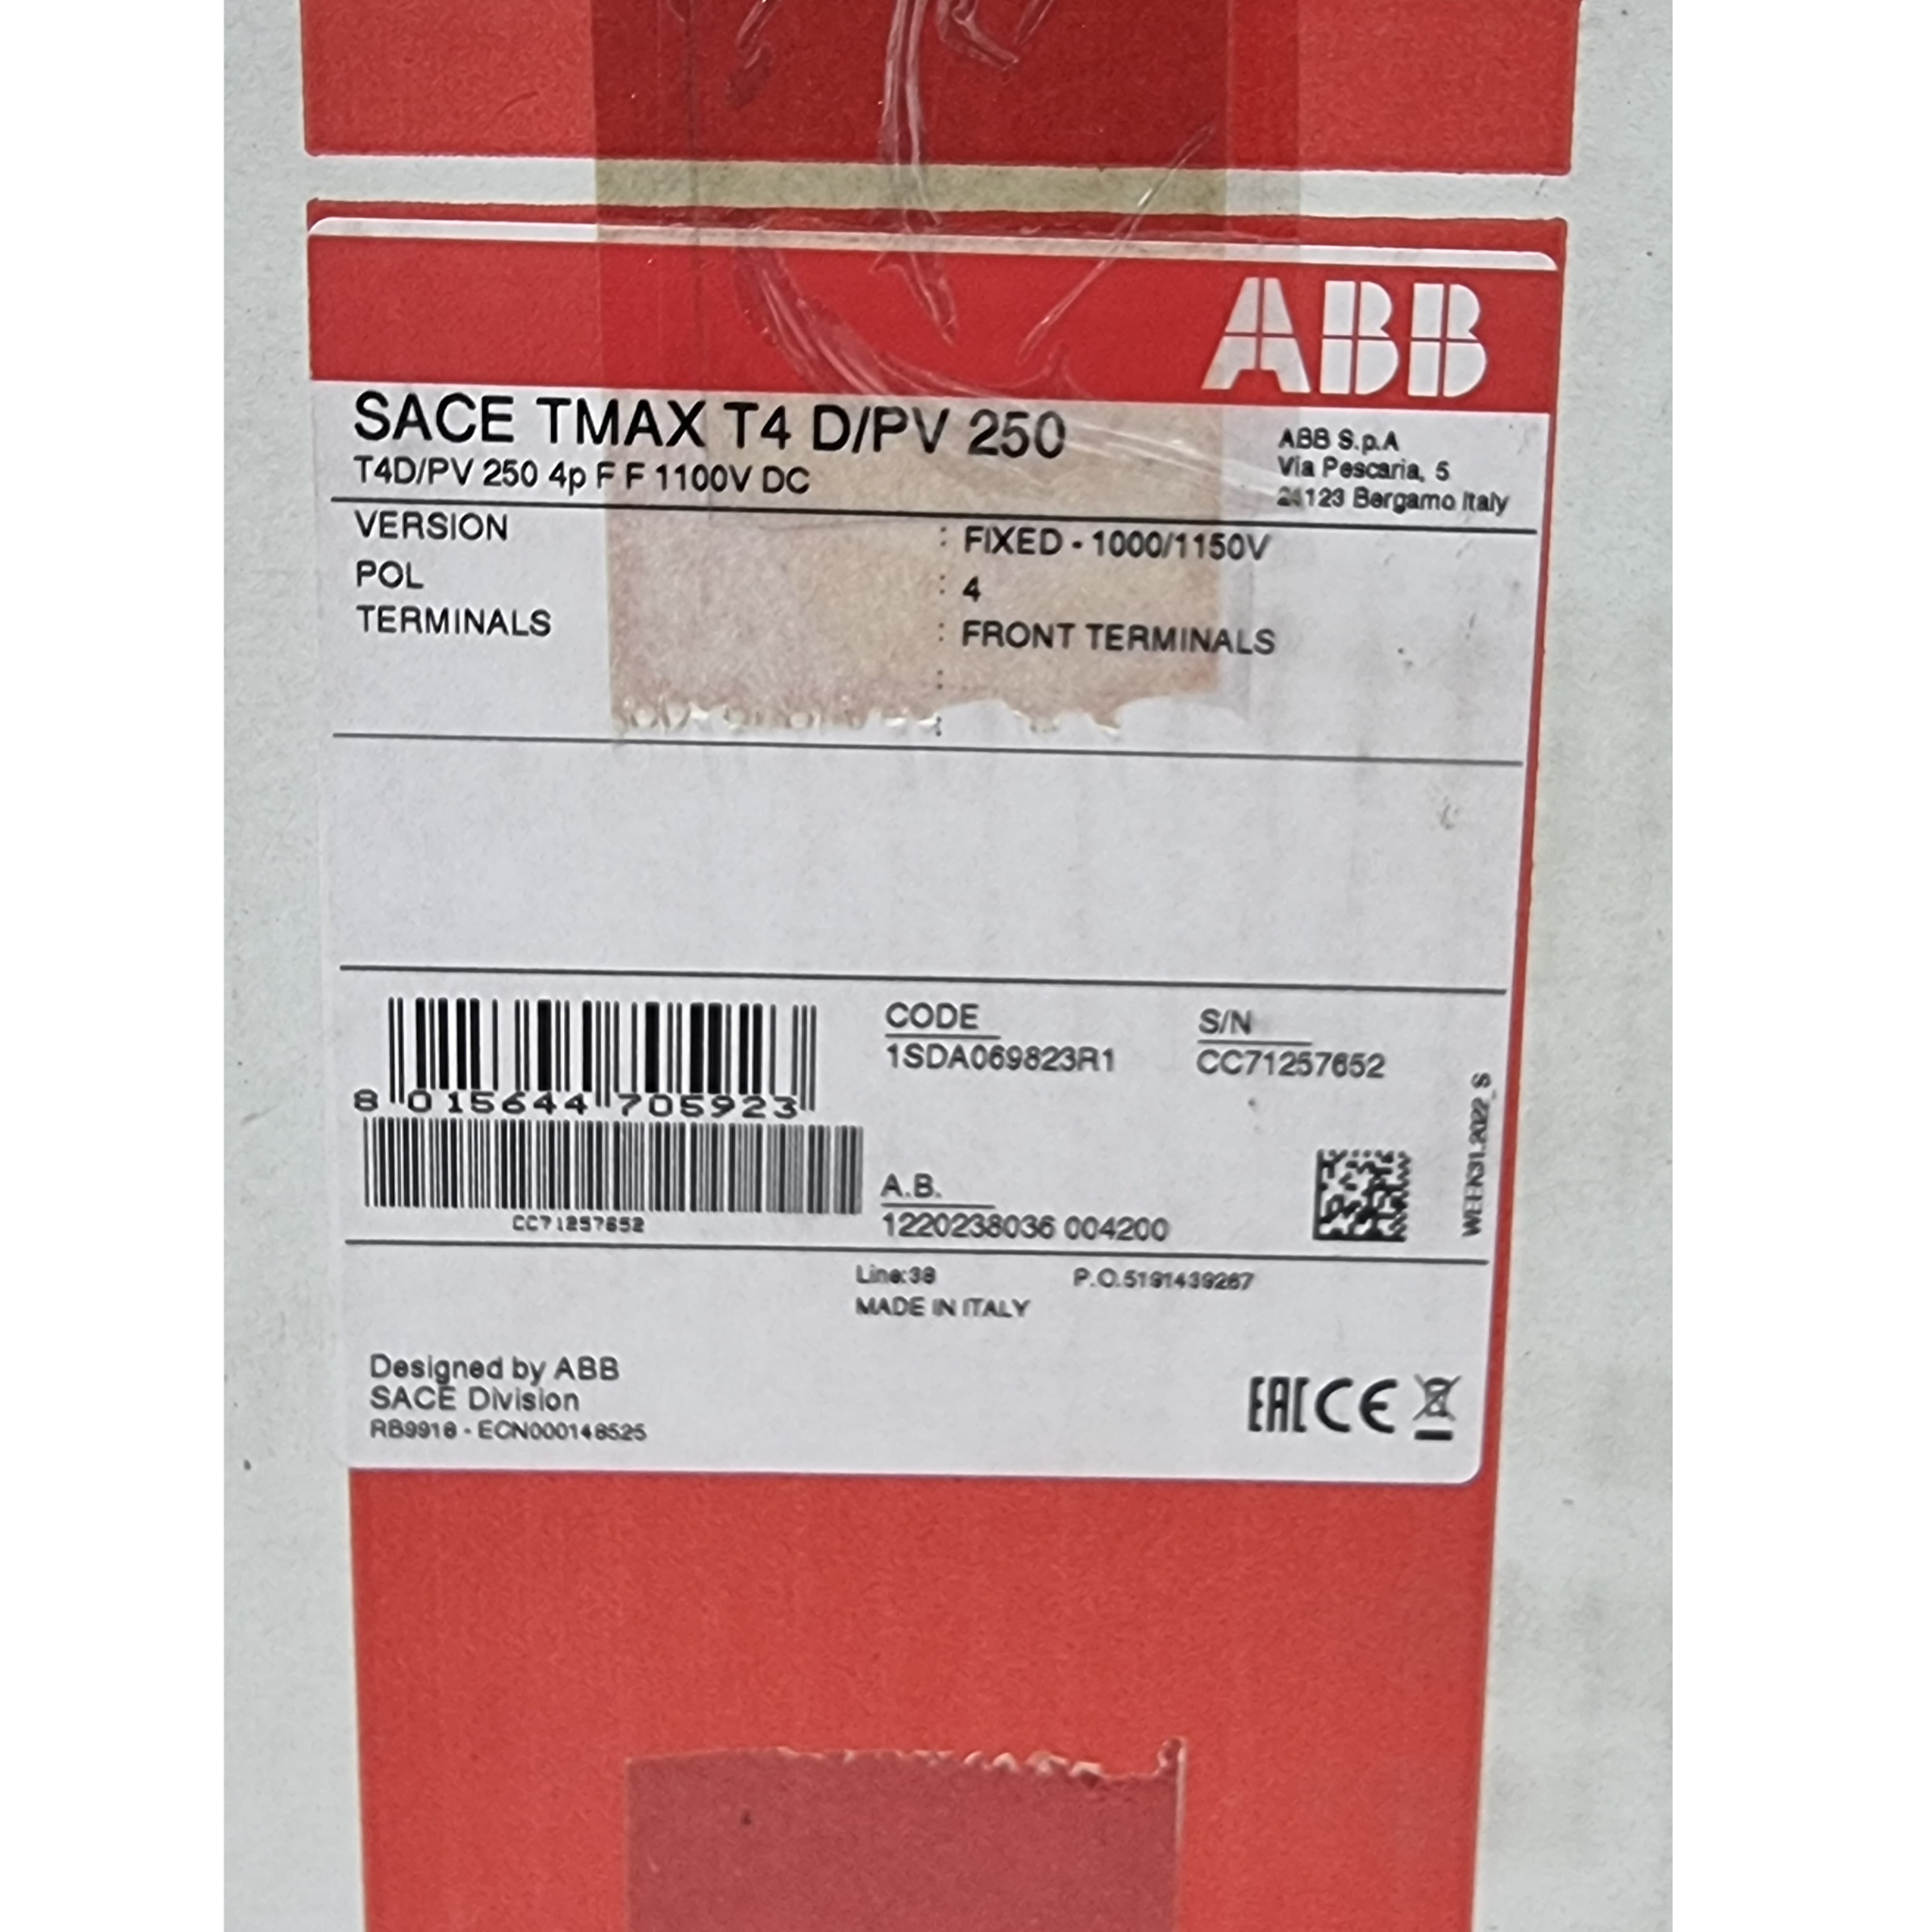 ABB
SACE TMAX T4 D/PV 250
T4D/PV 250 4p F F 1100V DC
ABB S.p.A
Via Pescaria, 5
24123 Bergamo Italy
VERSION : FIXED - 1000/1150V
POL : 4
TERMINALS : FRONT TERMINALS
:
:
CODE
1SDA069823R1
S/N
CC71257652
8 015644 705923
CC71257652
A.B.
1220238036 004200
WEEK31.2022_S
Line:38 P.O.5191439267
MADE IN ITALY
Designed by ABB
SACE Division
RB9918 - ECN000148525
EAC CE